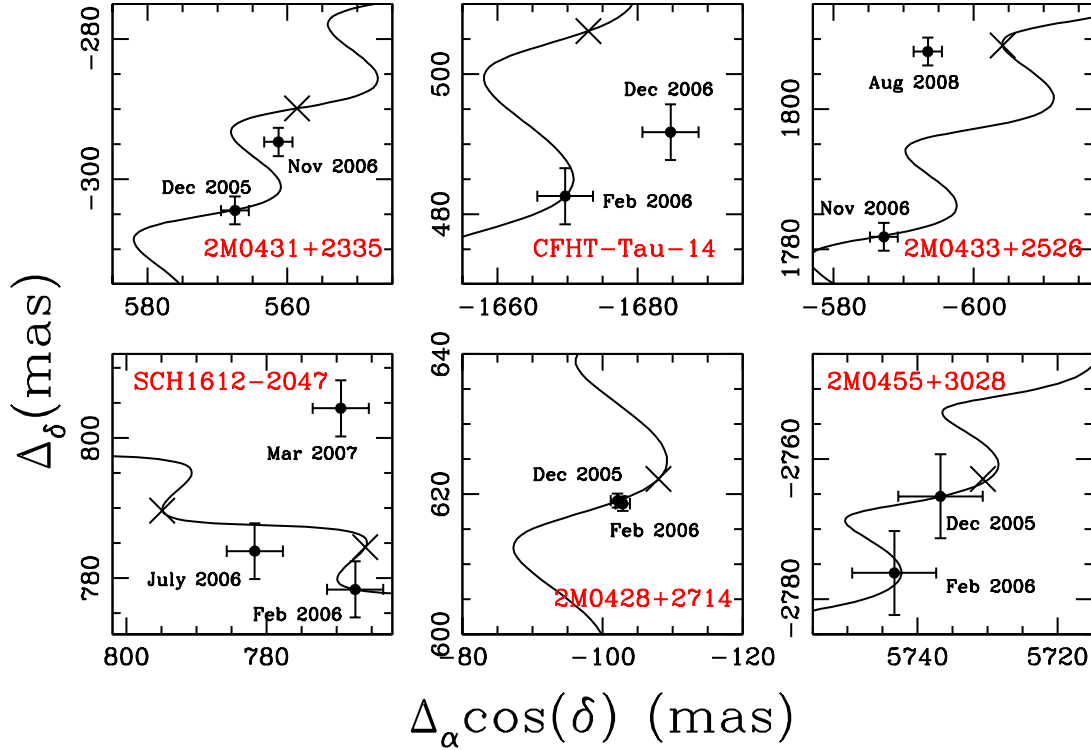 -280
-300
Nov 2006
Dec 2005
2M0431+2335
580 560
500
480
Dec 2006
Feb 2006
CFHT-Tau-14
-1660 -1680
1800
1780
Aug 2008
Nov 2006
2M0433+2526
-580 -600
Δδ(mas)
SCH1612-2047
800
780
Mar 2007
July 2006
Feb 2006
800 780
640
620
600
Dec 2005
Feb 2006
2M0428+2714
-80 -100 -120
2M0455+3028
-2760
-2780
Dec 2005
Feb 2006
5740 5720
Δαcos(δ) (mas)